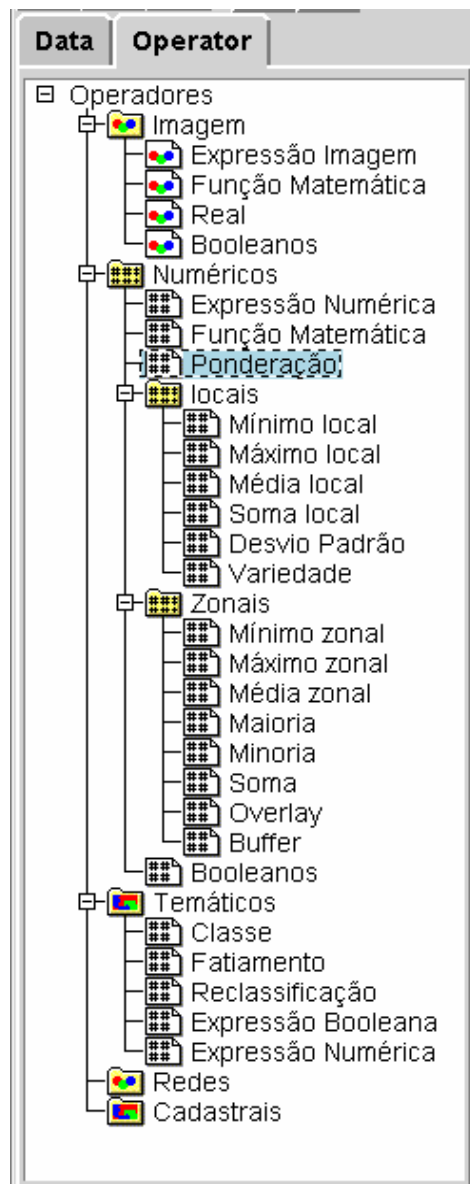 Data Operator
Operadores
Imagem
Expressão Imagem
Função Matemática
Real
Booleanos
Numéricos
Expressão Numérica
Função Matemática
Ponderação
locais
Mínimo local
Máximo local
Média local
Soma local
Desvio Padrão
Variedade
Zonais
Mínimo zonal
Máximo zonal
Média zonal
Maioria
Minoria
Soma
Overlay
Buffer
Booleanos
Temáticos
Classe
Fatiamento
Reclassificação
Expressão Booleana
Expressão Numérica
Redes
Cadastrais